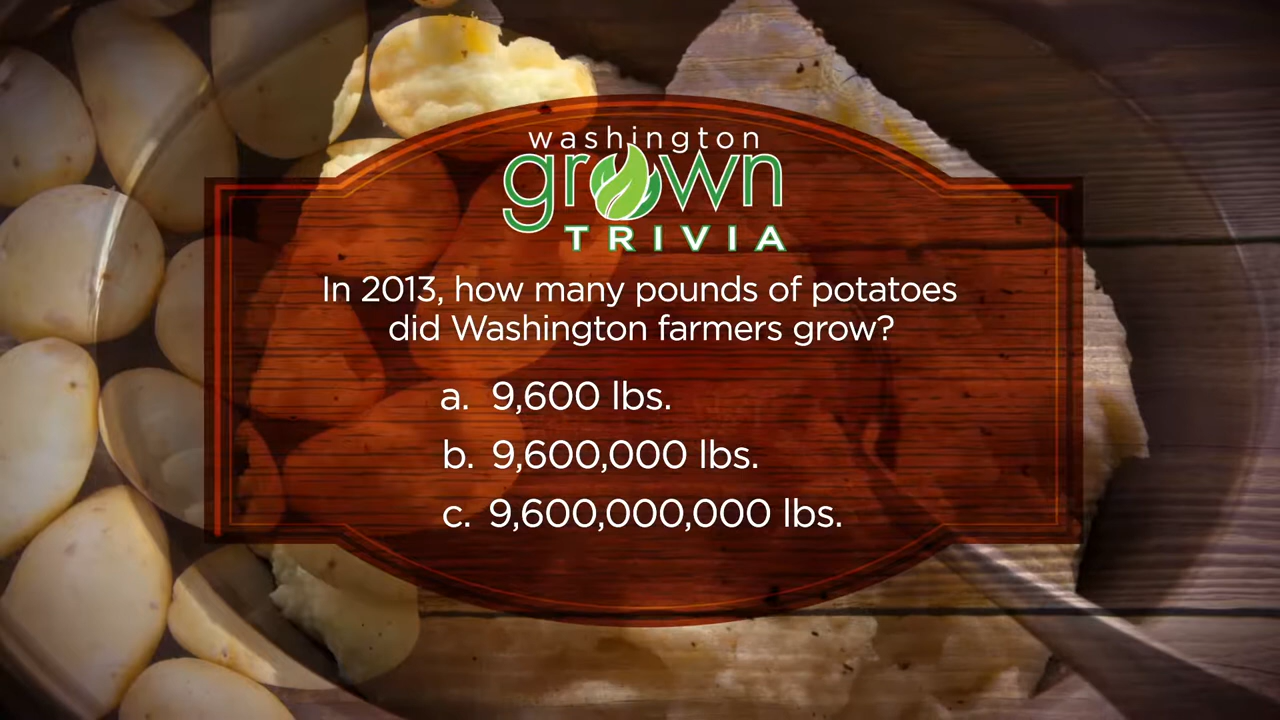 washington
grown
TRIVIA
In 2013, how many pounds of potatoes
did Washington farmers grow?
a. 9,600 lbs.
b. 9,600,000 lbs.
c. 9,600,000,000 lbs.